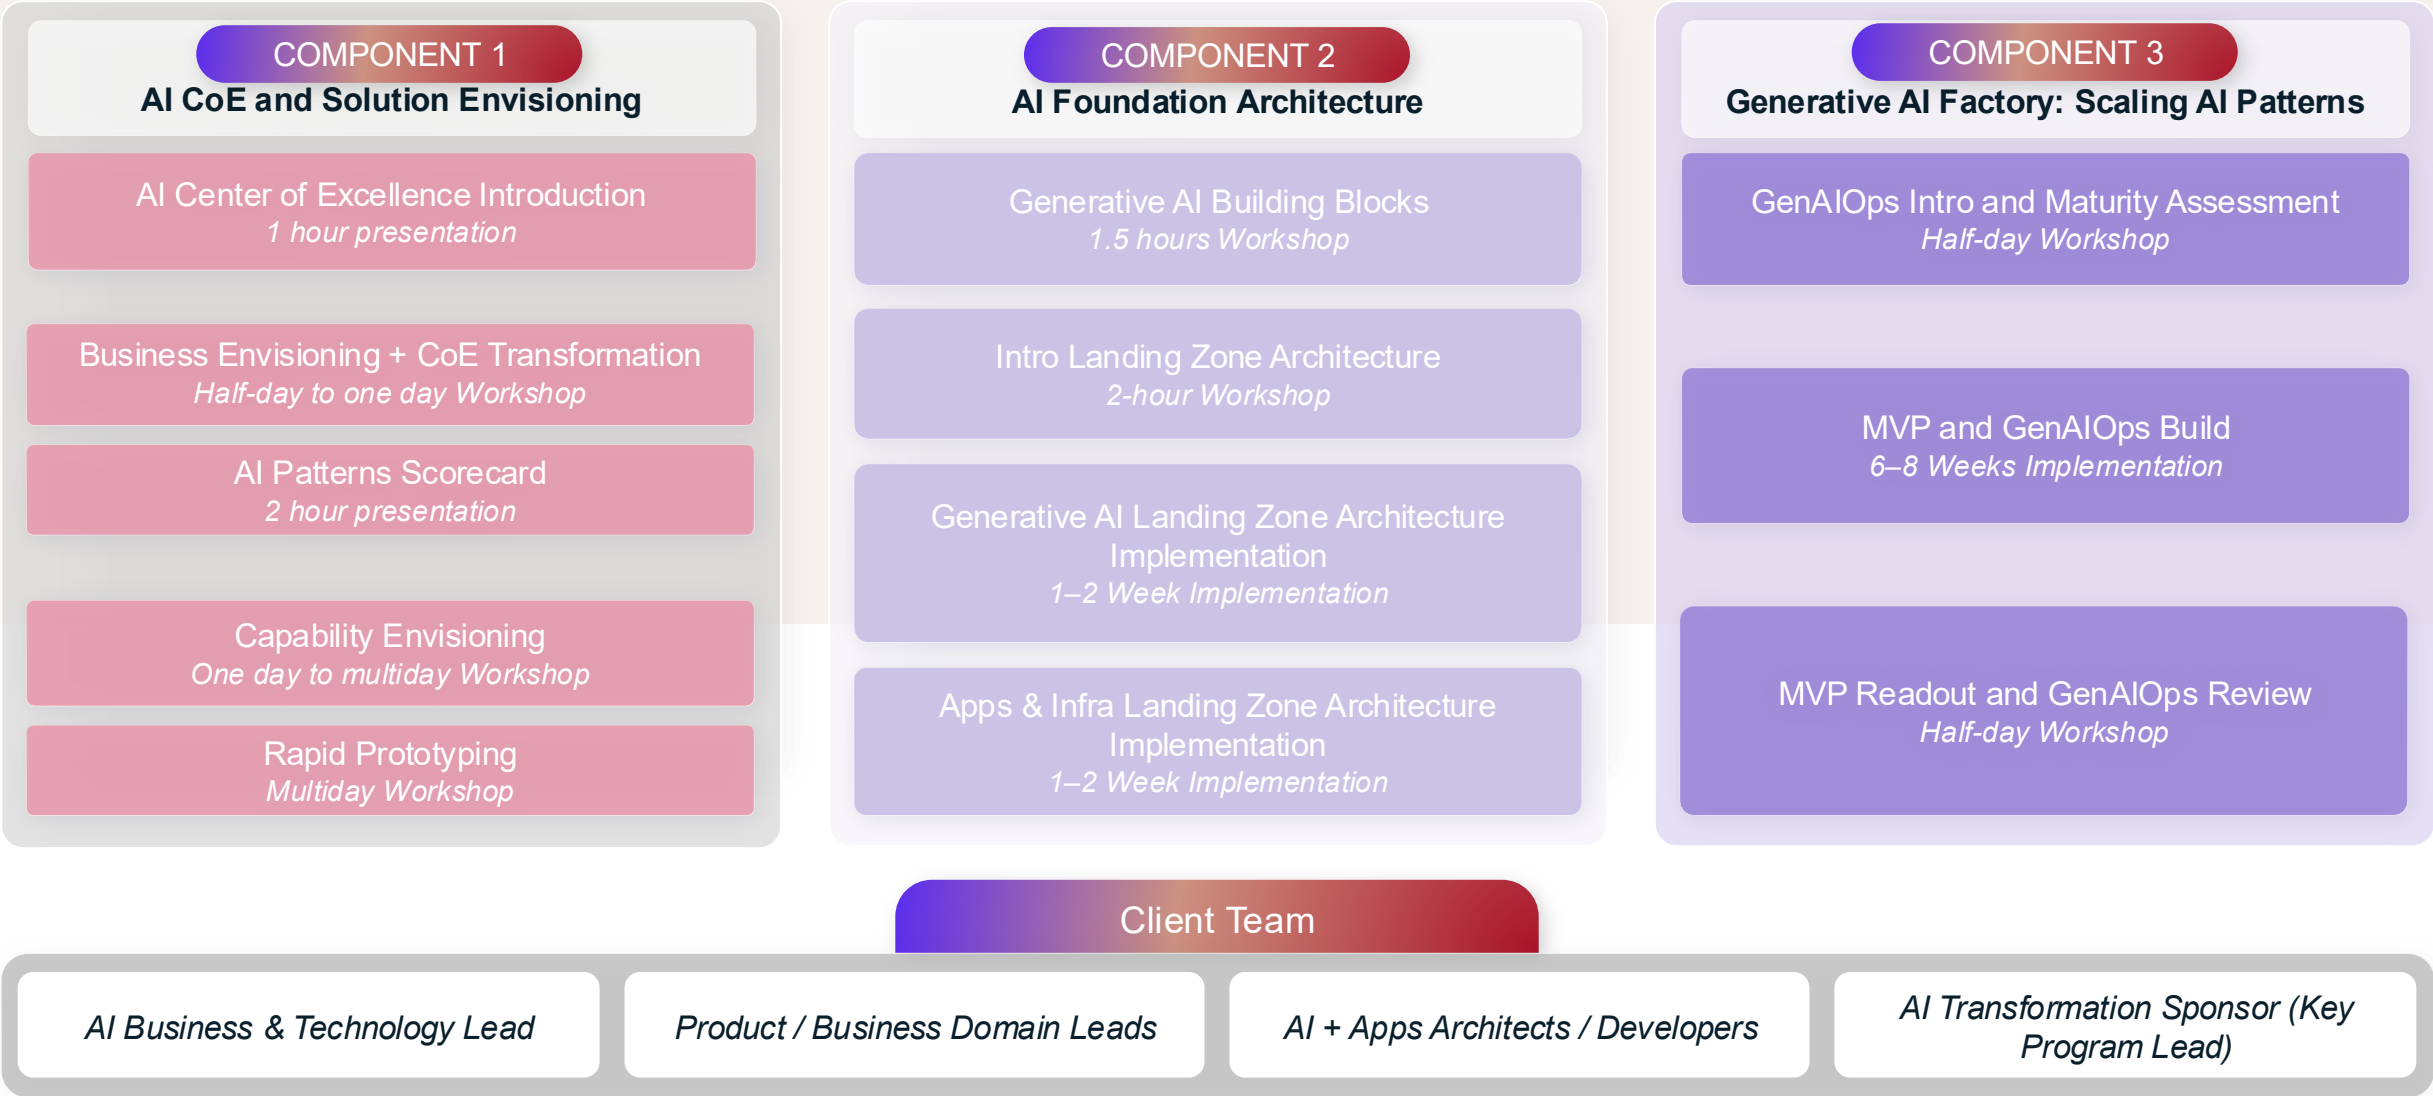 COMPONENT 1
AI CoE and Solution Envisioning
AI Center of Excellence Introduction
1 hour presentation
Business Envisioning + CoE Transformation
Half-day to one day Workshop
AI Patterns Scorecard
2 hour presentation
Capability Envisioning
One day to multiday Workshop
Rapid Prototyping
Multiday Workshop
COMPONENT 2
AI Foundation Architecture
Generative AI Building Blocks
1.5 hours Workshop
Intro Landing Zone Architecture
2-hour Workshop
Generative AI Landing Zone Architecture
Implementation
1–2 Week Implementation
Apps & Infra Landing Zone Architecture
Implementation
1–2 Week Implementation
COMPONENT 3
Generative AI Factory: Scaling AI Patterns
GenAIOps Intro and Maturity Assessment
Half-day Workshop
MVP and GenAIOps Build
6–8 Weeks Implementation
MVP Readout and GenAIOps Review
Half-day Workshop
Client Team
AI Business & Technology Lead
Product / Business Domain Leads
AI + Apps Architects / Developers
AI Transformation Sponsor (Key
Program Lead)